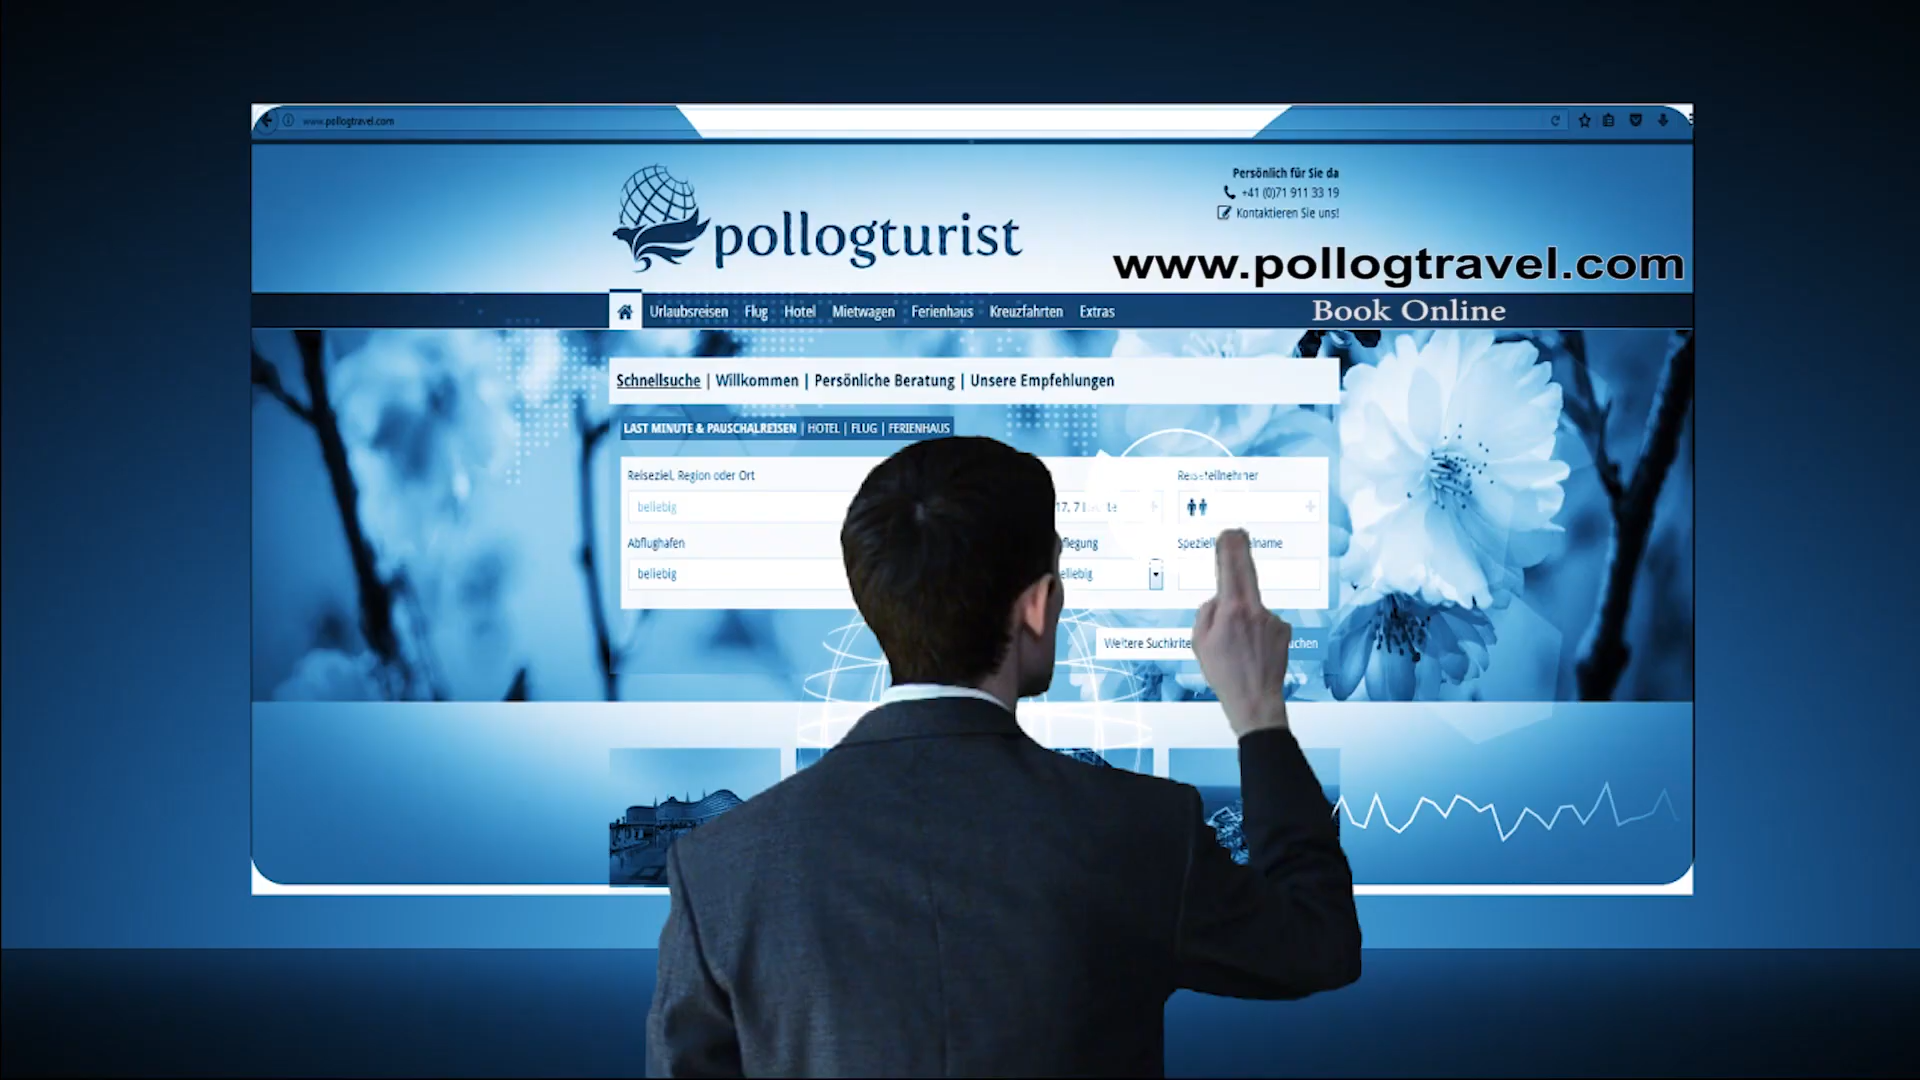 www.pollogtravel.com
Persönlich für Sie da
+41 (0)71 911 33 19
Kontaktieren Sie uns!
pollogturist
www.pollogtravel.com
Urlaubsreisen Flug Hotel Mietwagen Ferienhaus Kreuzfahrten Extras
Book Online
Schnellsuche | Willkommen | Persönliche Beratung | Unsere Empfehlungen
LAST MINUTE & PAUSCHALREISEN | HOTEL | FLUG | FERIENHAUS
Reiseziel, Region oder Ort
beliebig
Abflughafen
beliebig
Weitere